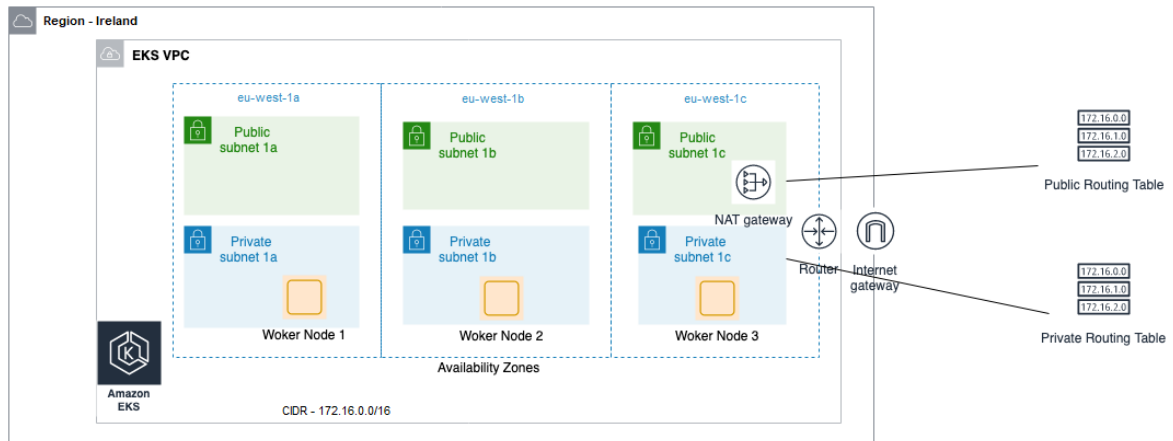 Region - Ireland
EKS VPC
eu-west-1a
eu-west-1b
eu-west-1c
Public
subnet 1a
Public
subnet 1b
Public
subnet 1c
NAT gateway
172.16.0.0
172.16.1.0
172.16.2.0
Public Routing Table
Private
subnet 1a
Private
subnet 1b
Private
subnet 1c
Router
Internet
gateway
172.16.0.0
172.16.1.0
172.16.2.0
Private Routing Table
Woker Node 1
Woker Node 2
Woker Node 3
Availability Zones
K
Amazon
EKS
CIDR - 172.16.0.0/16